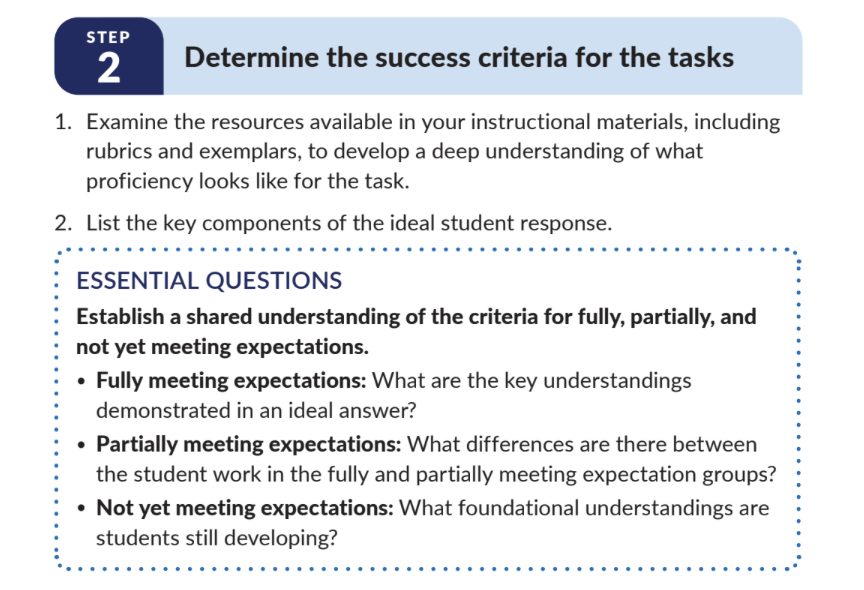 STEP
2
Determine the success criteria for the tasks
1. Examine the resources available in your instructional materials, including
rubrics and exemplars, to develop a deep understanding of what
proficiency looks like for the task.
2. List the key components of the ideal student response.
ESSENTIAL QUESTIONS
Establish a shared understanding of the criteria for fully, partially, and
not yet meeting expectations.
• Fully meeting expectations: What are the key understandings
demonstrated in an ideal answer?
• Partially meeting expectations: What differences are there between
the student work in the fully and partially meeting expectation groups?
• Not yet meeting expectations: What foundational understandings are
students still developing?